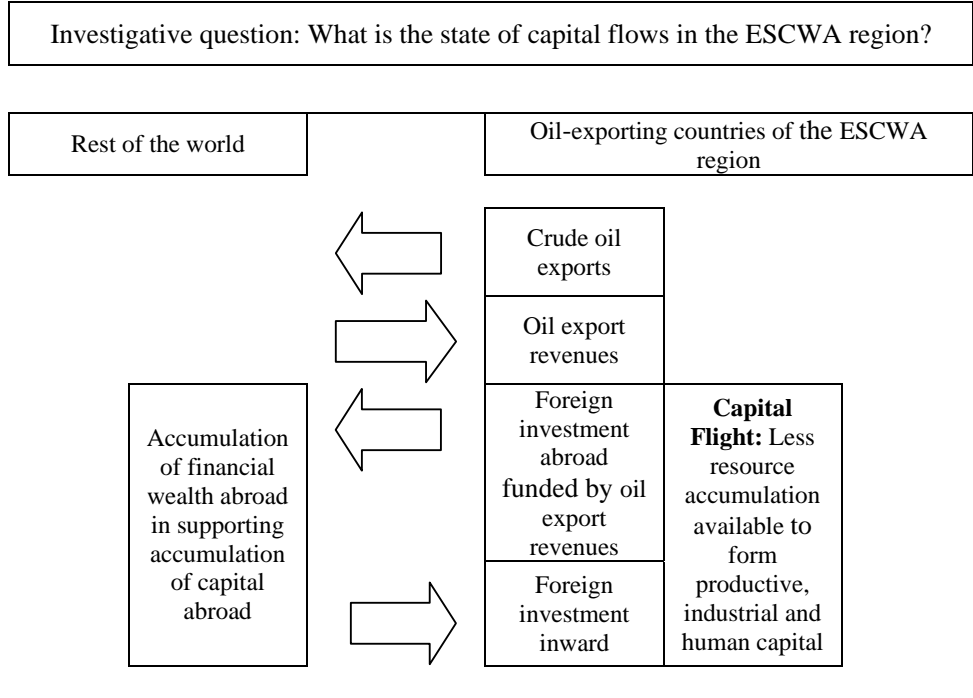 Investigative question: What is the state of capital flows in the ESCWA region?
Rest of the world
Oil-exporting countries of the ESCWA
region
Crude oil
exports
Oil export
revenues
Accumulation
of financial
wealth abroad
in supporting
accumulation
of capital
abroad
Foreign
investment
abroad
funded by oil
export
revenues
Foreign
investment
inward
Capital
Flight: Less
resource
accumulation
available to
form
productive,
industrial and
human capital